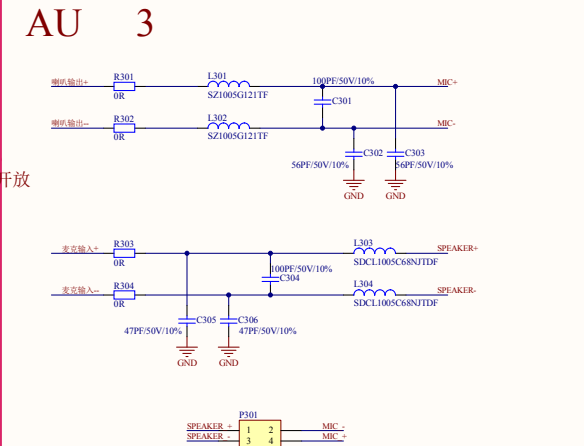 AU 3
R301 L301 100PF/50V/10%
喇叭输出+ MIC+
0R SZ1005G121TF
C301
R302 L302
喇叭输出-- MIC-
0R SZ1005G121TF
C302 C303
56PF/50V/10% 56PF/50V/10%
开放
GND GND
R303 L303
麦克输入+ SPEAKER+
0R SDCL1005C68NJTDF
100PF/50V/10%
C304
R304 L304
麦克输入-- SPEAKER-
0R SDCL1005C68NJTDF
C305 C306
47PF/50V/10% 47PF/50V/10%
GND GND
P301
SPEAKER + 1 2 MIC -
SPEAKER - 3 4 MIC +